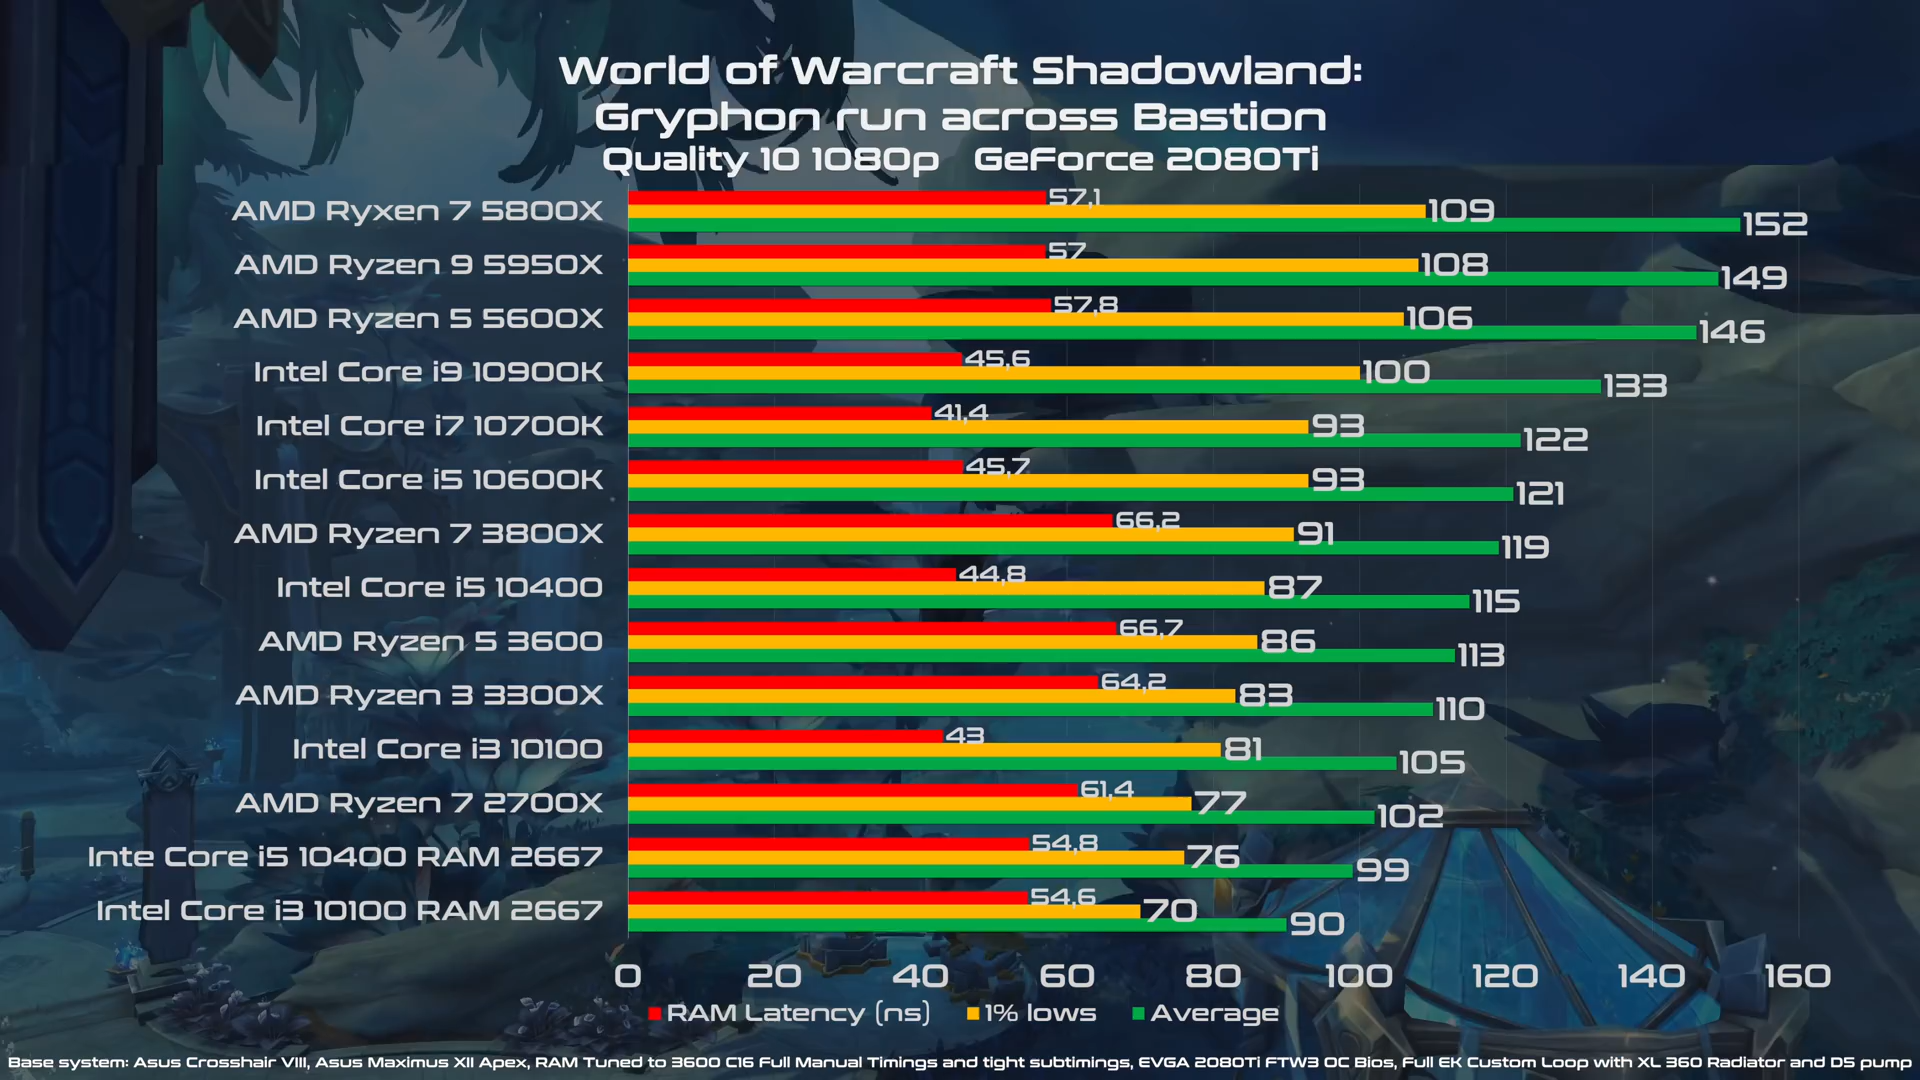 World of Warcraft Shadowland:
Gryphon run across Bastion
Quality 10 1080p GeForce 2080Ti
AMD Ryxen 7 5800X 57,1 109 152
AMD Ryzen 9 5950X 57 108 149
AMD Ryzen 5 5600X 57,8 106 146
Intel Core i9 10900K 45,6 100 133
Intel Core i7 10700K 41,4 93 122
Intel Core i5 10600K 45,7 93 121
AMD Ryzen 7 3800X 66,2 91 119
Intel Core i5 10400 44,8 87 115
AMD Ryzen 5 3600 66,7 86 113
AMD Ryzen 3 3300X 64,2 83 110
Intel Core i3 10100 43 81 105
AMD Ryzen 7 2700X 61,4 77 102
Inte Core i5 10400 RAM 2667 54,8 76 99
Intel Core i3 10100 RAM 2667 54,6 70 90
0 20 40 60 80 100 120 140 160
RAM Latency (ns) 1% lows Average
Base system: Asus Crosshair VIII, Asus Maximus XII Apex, RAM Tuned to 3600 C16 Full Manual Timings and tight subtimings, EVGA 2080Ti FTW3 OC Bios, Full EK Custom Loop with XL 360 Radiator and D5 pump